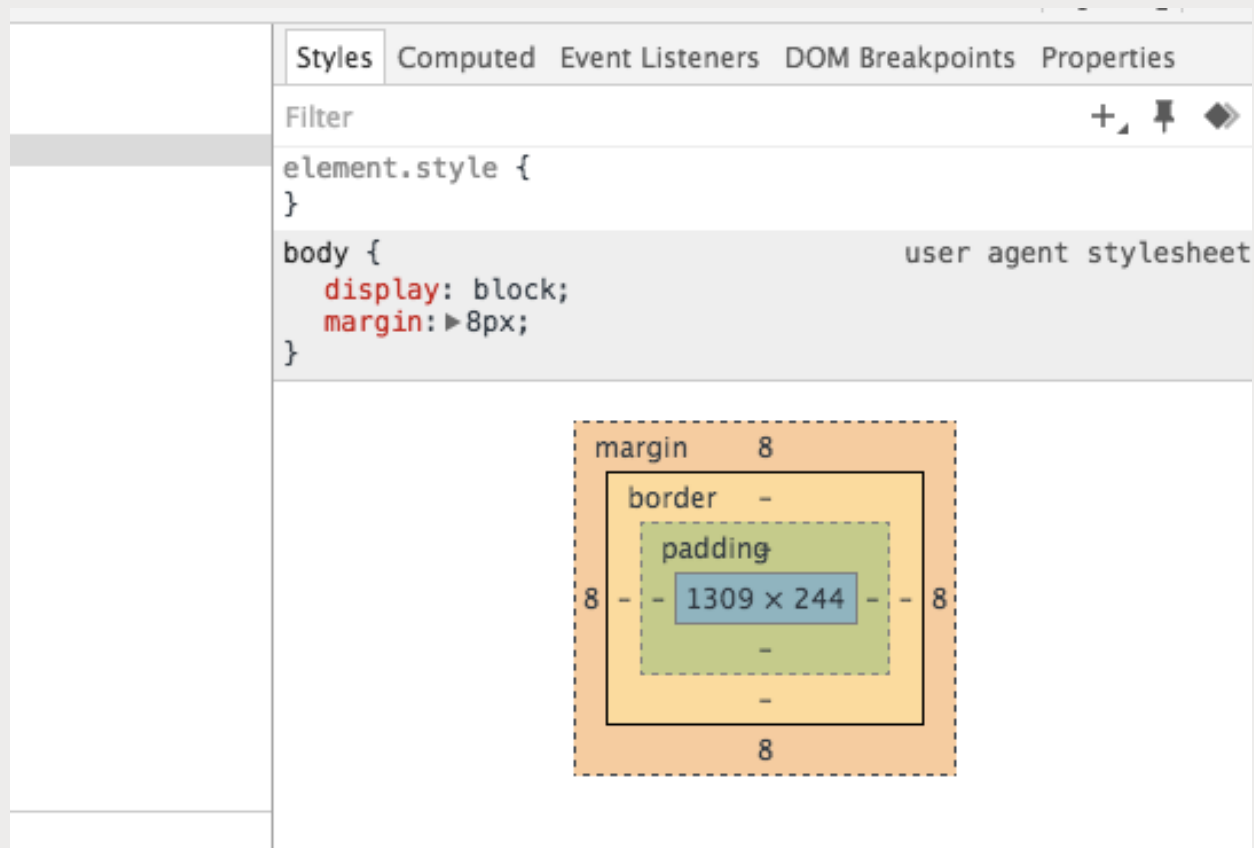 Styles Computed Event Listeners DOM Breakpoints Properties
Filter
element.style {
}
body { user agent stylesheet
display: block;
margin: 8px;
}
margin 8
border -
padding -
8 - - 1309 × 244 - - 8
-
-
8